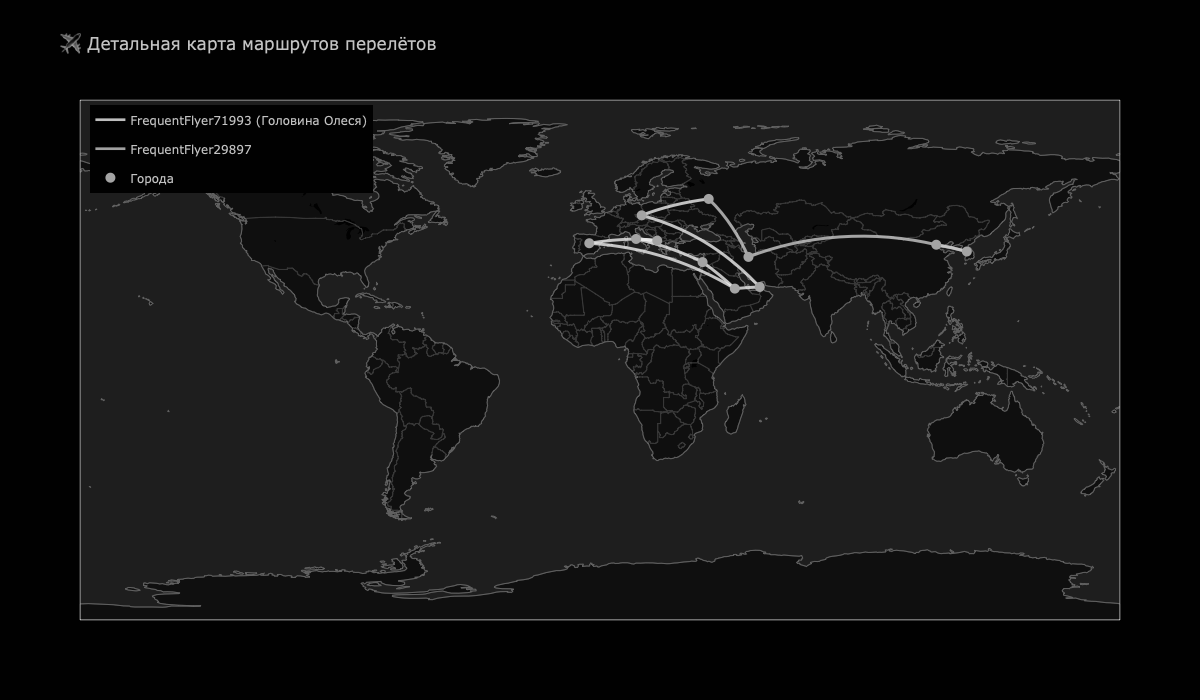 ✈ Детальная карта маршрутов перелётов
FrequentFlyer71993 (Головина Олеся)
FrequentFlyer29897
Города